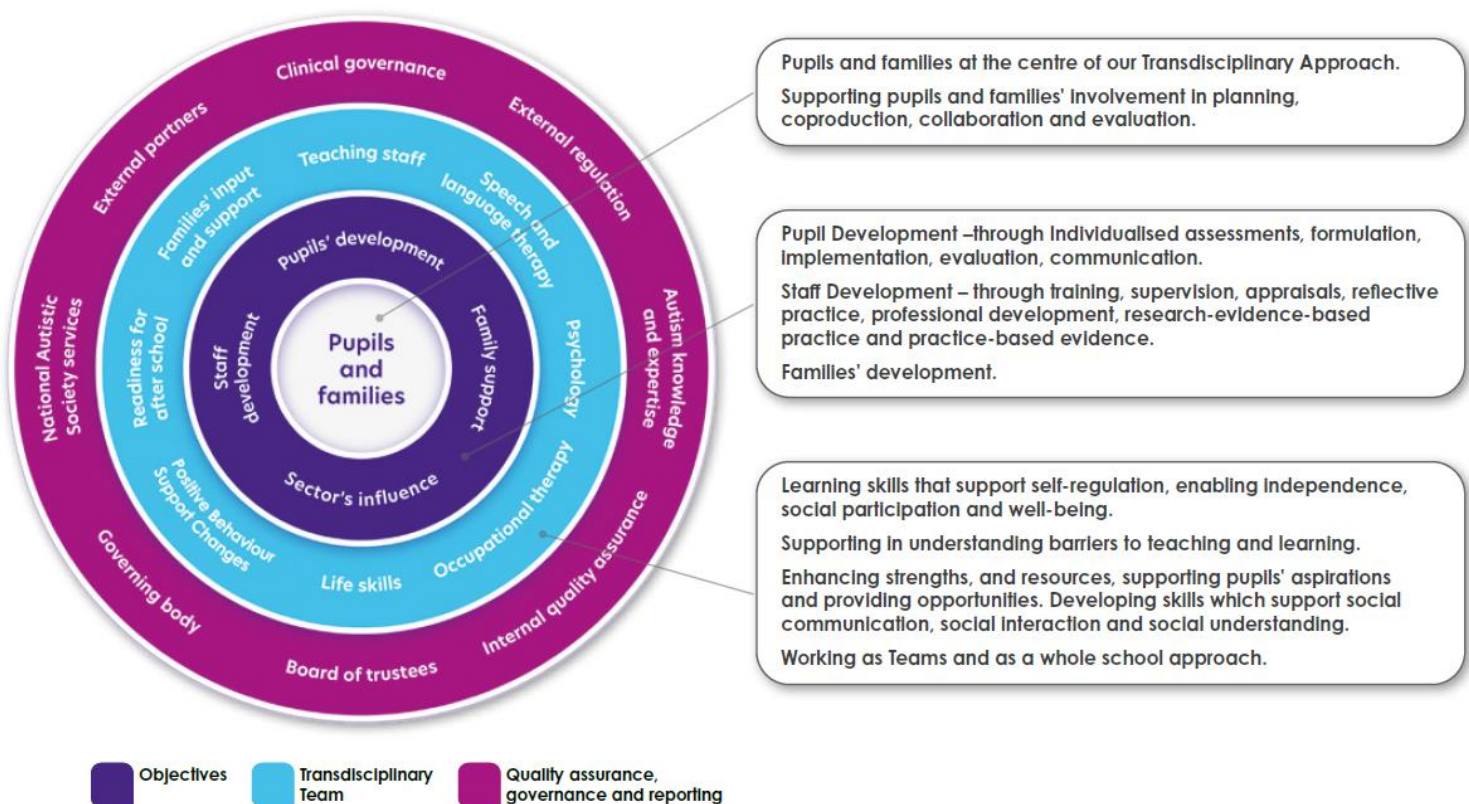 Clinical governance
External regulation
Autism knowledge
and expertise
Internal quality assurance
Board of trustees
Governing body
National Autistic
Society services
External partners
Teaching staff
Speech and
language therapy
Psychology
Occupational therapy
Life skills
Positive Behaviour
Support Changes
Readiness for
after school
Families' input
and support
Pupils' development
Family support
Sector's influence
Staff
development
Pupils
and
families
Pupils and families at the centre of our Transdisciplinary Approach.
Supporting pupils and families' involvement in planning,
coproduction, collaboration and evaluation.
Pupil Development –through Individualised assessments, formulation,
implementation, evaluation, communication.
Staff Development – through training, supervision, appraisals, reflective
practice, professional development, research-evidence-based
practice and practice-based evidence.
Families' development.
Learning skills that support self-regulation, enabling independence,
social participation and well-being.
Supporting in understanding barriers to teaching and learning.
Enhancing strengths, and resources, supporting pupils' aspirations
and providing opportunities. Developing skills which support social
communication, social interaction and social understanding.
Working as Teams and as a whole school approach.
Objectives
Transdisciplinary
Team
Quality assurance,
governance and reporting